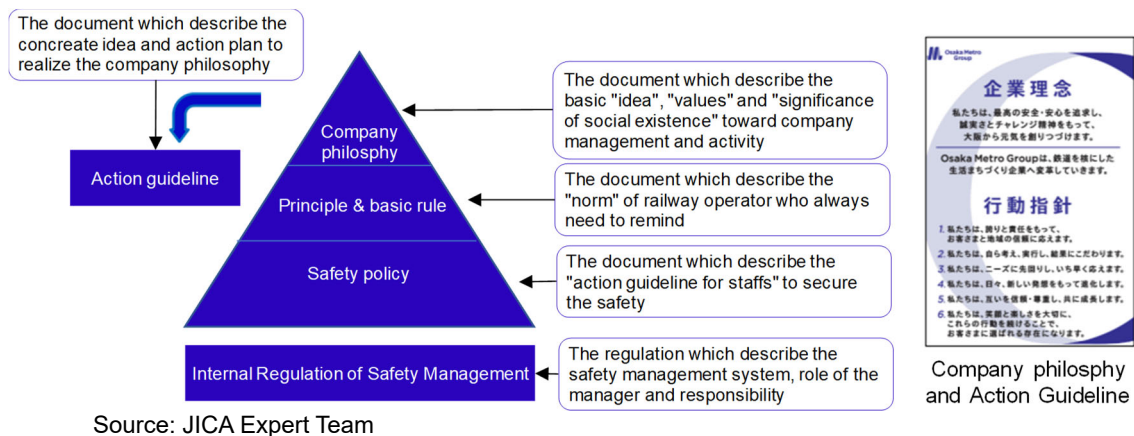 The document which describe the
concreate idea and action plan to
realize the company philosophy
Action guideline
Company
philosphy
Principle & basic rule
Safety policy
Internal Regulation of Safety Management
The document which describe the
basic "idea", "values" and "significance
of social existence" toward company
management and activity
The document which describe the
"norm" of railway operator who always
need to remind
The document which describe the
"action guideline for staffs" to secure
the safety
The regulation which describe the
safety management system, role of the
manager and responsibility
Osaka Metro
Group
企業理念
私たちは、最高の安全・安心を追求し、
誠実さとチャレンジ精神をもって、
大阪から元気を創りつづけます。
Osaka Metro Groupは、鉄道を核にした
生活まちづくり企業へ変革していきます。
行動指針
1. 私たちは、誇りと責任をもって、
お客さまと地域の信頼に応えます。
2. 私たちは、自ら考え、実行し、結果にこだわります。
3. 私たちは、ニーズに先回りし、いち早く応えます。
4. 私たちは、日々、新しい発想をもって進化します。
5. 私たちは、互いを信頼・尊重し、共に成長します。
6. 私たちは、笑顔と楽しさを大切に、
これらの行動を続けることで、
お客さまに選ばれる存在になります。
Company philosphy
and Action Guideline
Source: JICA Expert Team